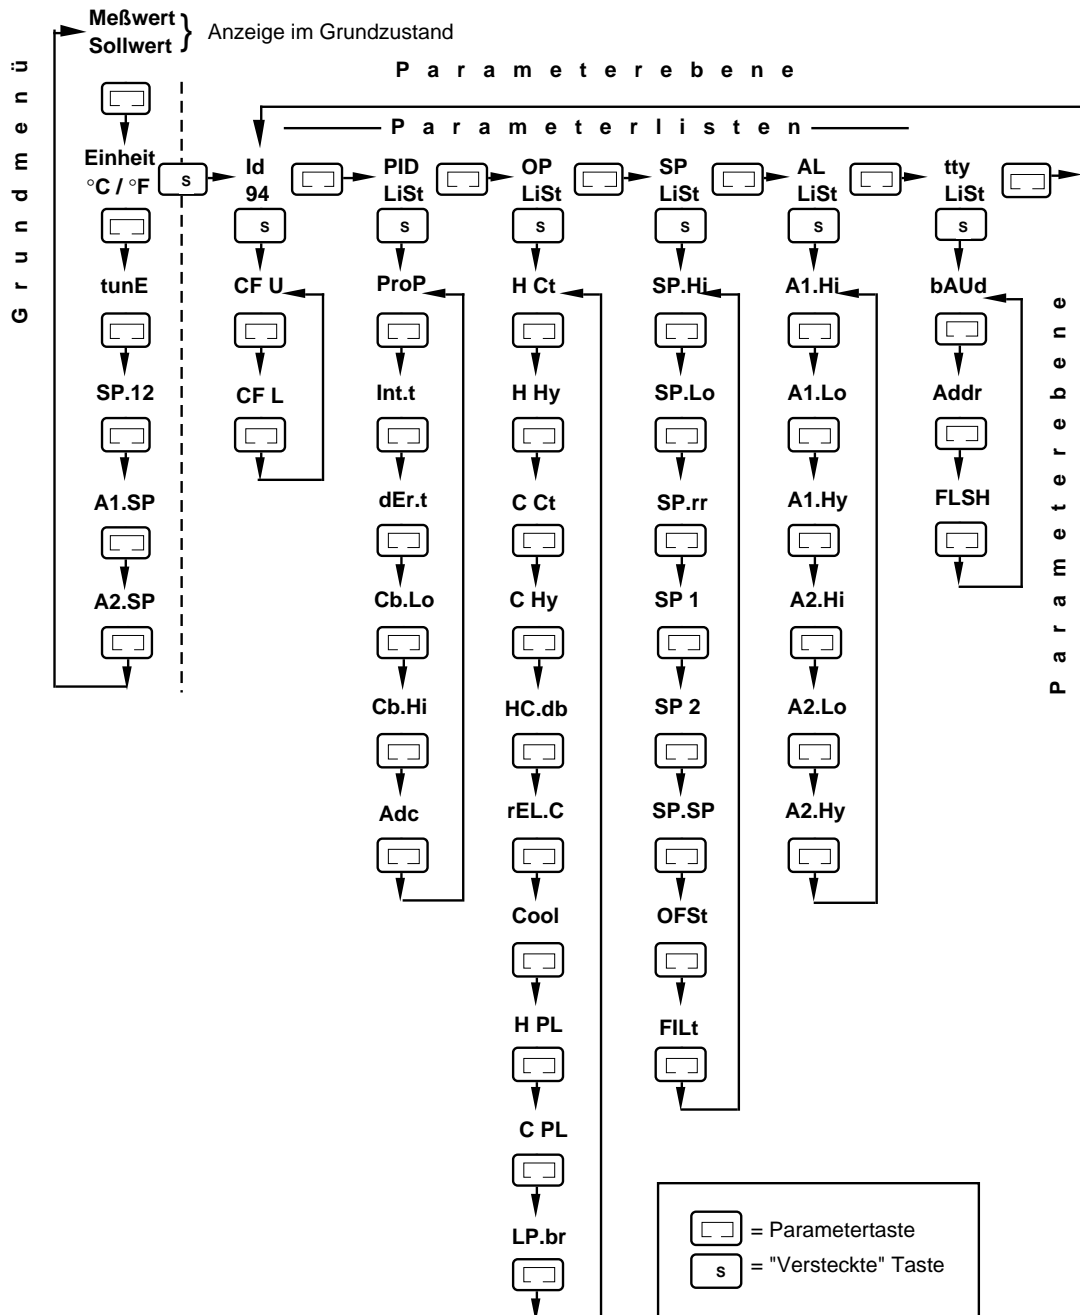 Meßwert
Sollwert
} Anzeige im Grundzustand
Grundmenü
Parameterebene
Parameterlisten
Einheit
°C / °F
s
Id
94
PID
LiSt
OP
LiSt
SP
LiSt
AL
LiSt
tty
LiSt
s
s
s
s
s
s
tunE
SP.12
A1.SP
A2.SP
CF U
CF L
ProP
Int.t
dEr.t
Cb.Lo
Cb.Hi
Adc
H Ct
H Hy
C Ct
C Hy
HC.db
rEL.C
Cool
H PL
C PL
LP.br
SP.Hi
SP.Lo
SP.rr
SP 1
SP 2
SP.SP
OFSt
FILt
A1.Hi
A1.Lo
A1.Hy
A2.Hi
A2.Lo
A2.Hy
bAUd
Addr
FLSH
Parameterebene
= Parametertaste
s = "Versteckte" Taste